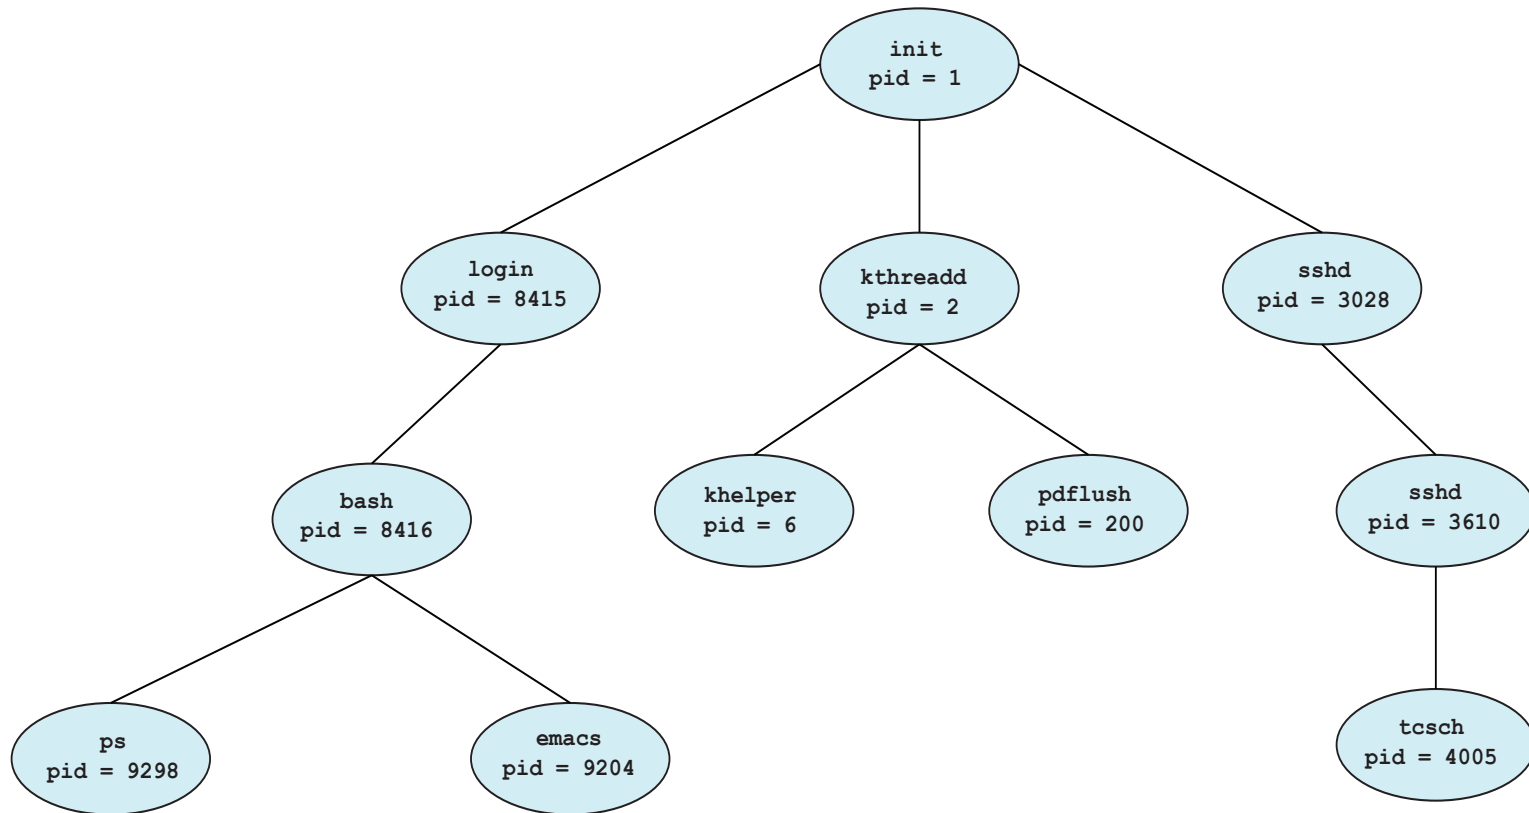 init
pid = 1
login
pid = 8415
kthreadd
pid = 2
sshd
pid = 3028
bash
pid = 8416
khelper
pid = 6
pdflush
pid = 200
sshd
pid = 3610
ps
pid = 9298
emacs
pid = 9204
tcsch
pid = 4005